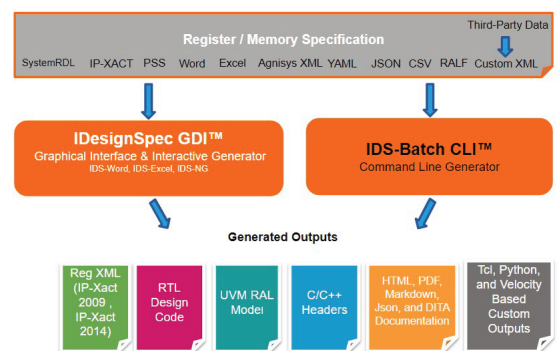 Third-Party Data
Register / Memory Specification
SystemRDL IP-XACT PSS Word Excel Agnisys XML YAML JSON CSV RALF Custom XML
IDesignSpec GDI™
Graphical Interface & Interactive Generator
IDS-Word, IDS-Excel, IDS-NG
IDS-Batch CLI™
Command Line Generator
Generated Outputs
Reg XML
(IP-Xact
2009 ,
IP-Xact
2014)
RTL
Design
Code
UVM RAL
Model
C/C++
Headers
HTML, PDF,
Markdown,
Json, and DITA
Documentation
Tcl, Python,
and Velocity
Based
Custom
Outputs